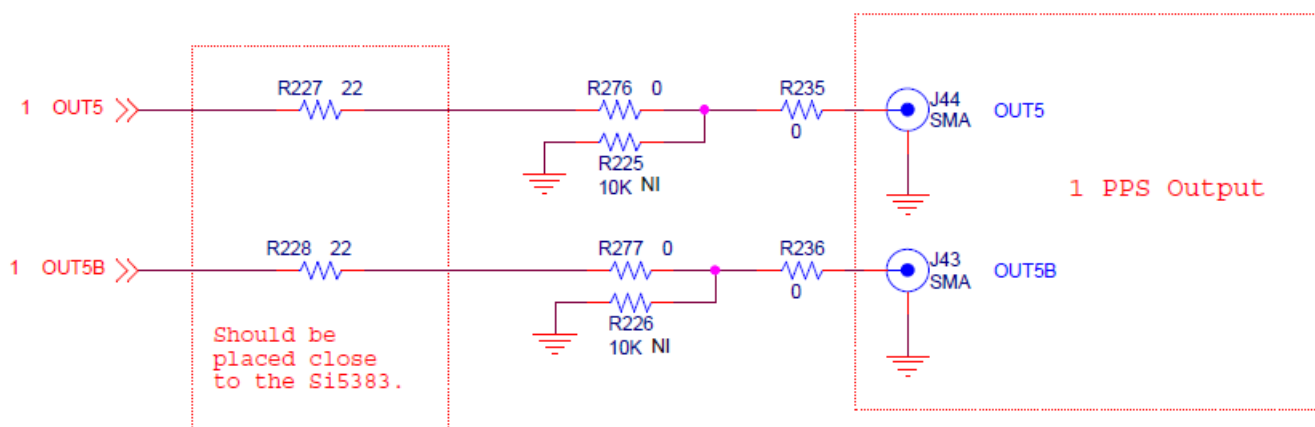 R227 22
R276 0
R235
0
1 OUT5
J44
SMA
OUT5
R225
10K NI
1 PPS Output
R228 22
R277 0
R236
0
1 OUT5B
J43
SMA
OUT5B
R226
10K NI
Should be
placed close
to the Si5383.